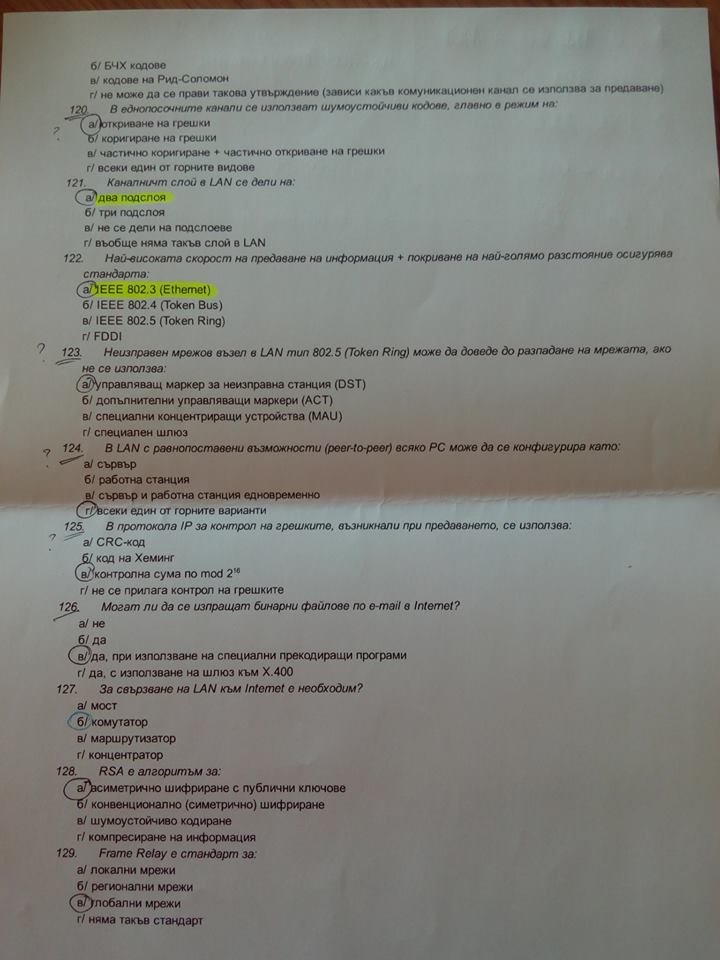 б/ БЧХ кодове
в/ кодове на Рид-Соломон
г/ не може да се прави такова утвърждение (зависи какъв комуникационен канал се използва за предаване)
120. В еднопосочните канали се използват шумоустойчиви кодове, главно в режим на:
а/ откриване на грешки
? б/ коригиране на грешки
в/ частично коригиране + частично откриване на грешки
г/ всеки един от горните видове
121. Каналничт слой в LAN се дели на:
а/ два подслоя
б/ три подслоя
в/ не се дели на подслоеве
г/ въобще няма такъв слой в LAN
122. Най-високата скорост на предаване на информация + покриване на най-голямо разстояние осигурява
стандарта:
а/ IEEE 802.3 (Ethernet)
б/ IEEE 802.4 (Token Bus)
в/ IEEE 802.5 (Token Ring)
г/ FDDI
? 123. Неизправен мрежов възел в LAN тип 802.5 (Token Ring) може да доведе до разпадане на мрежата, ако
не се използва:
а/ управляващ маркер за неизправна станция (DST)
б/ допълнителни управляващи маркери (ACT)
в/ специални концентриращи устройства (MAU)
г/ специален шлюз
? 124. В LAN с равнопоставени възможности (peer-to-peer) всяко PC може да се конфигурира като:
а/ сървър
б/ работна станция
в/ сървър и работна станция едновременно
г/ всеки един от горните варианти
125. В протокола IP за контрол на грешките, възникнали при предаването, се използва:
? а/ CRC-код
б/ код на Хеминг
в/ контролна сума по mod 2¹⁶
г/ не се прилага контрол на грешките
126. Могат ли да се изпращат бинарни файлове по e-mail в Internet?
а/ не
б/ да
в/ да, при използване на специални прекодиращи програми
г/ да, с използване на шлюз към X.400
127. За свързване на LAN към Internet е необходим?
а/ мост
б/ комутатор
в/ маршрутизатор
г/ концентратор
128. RSA е алгоритъм за:
а/ асиметрично шифриране с публични ключове
б/ конвенционално (симетрично) шифриране
в/ шумоустойчиво кодиране
г/ компресиране на информация
129. Frame Relay е стандарт за:
а/ локални мрежи
б/ регионални мрежи
в/ глобални мрежи
г/ няма такъв стандарт